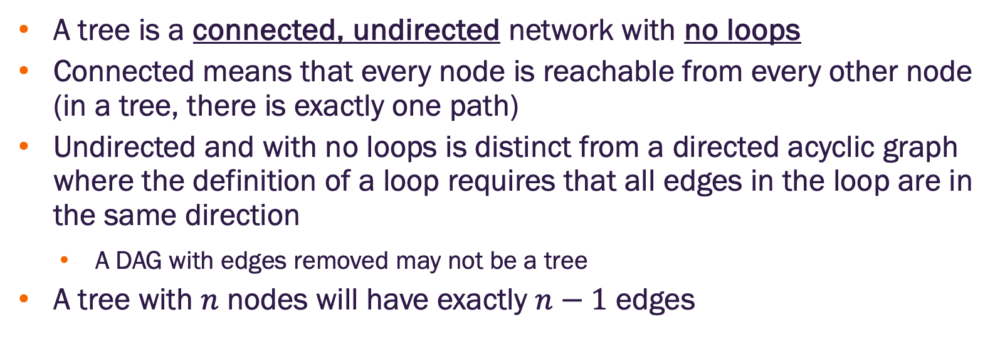 • A tree is a connected, undirected network with no loops
• Connected means that every node is reachable from every other node
(in a tree, there is exactly one path)
• Undirected and with no loops is distinct from a directed acyclic graph
where the definition of a loop requires that all edges in the loop are in
the same direction
• A DAG with edges removed may not be a tree
• A tree with 𝑛 nodes will have exactly 𝑛 − 1 edges